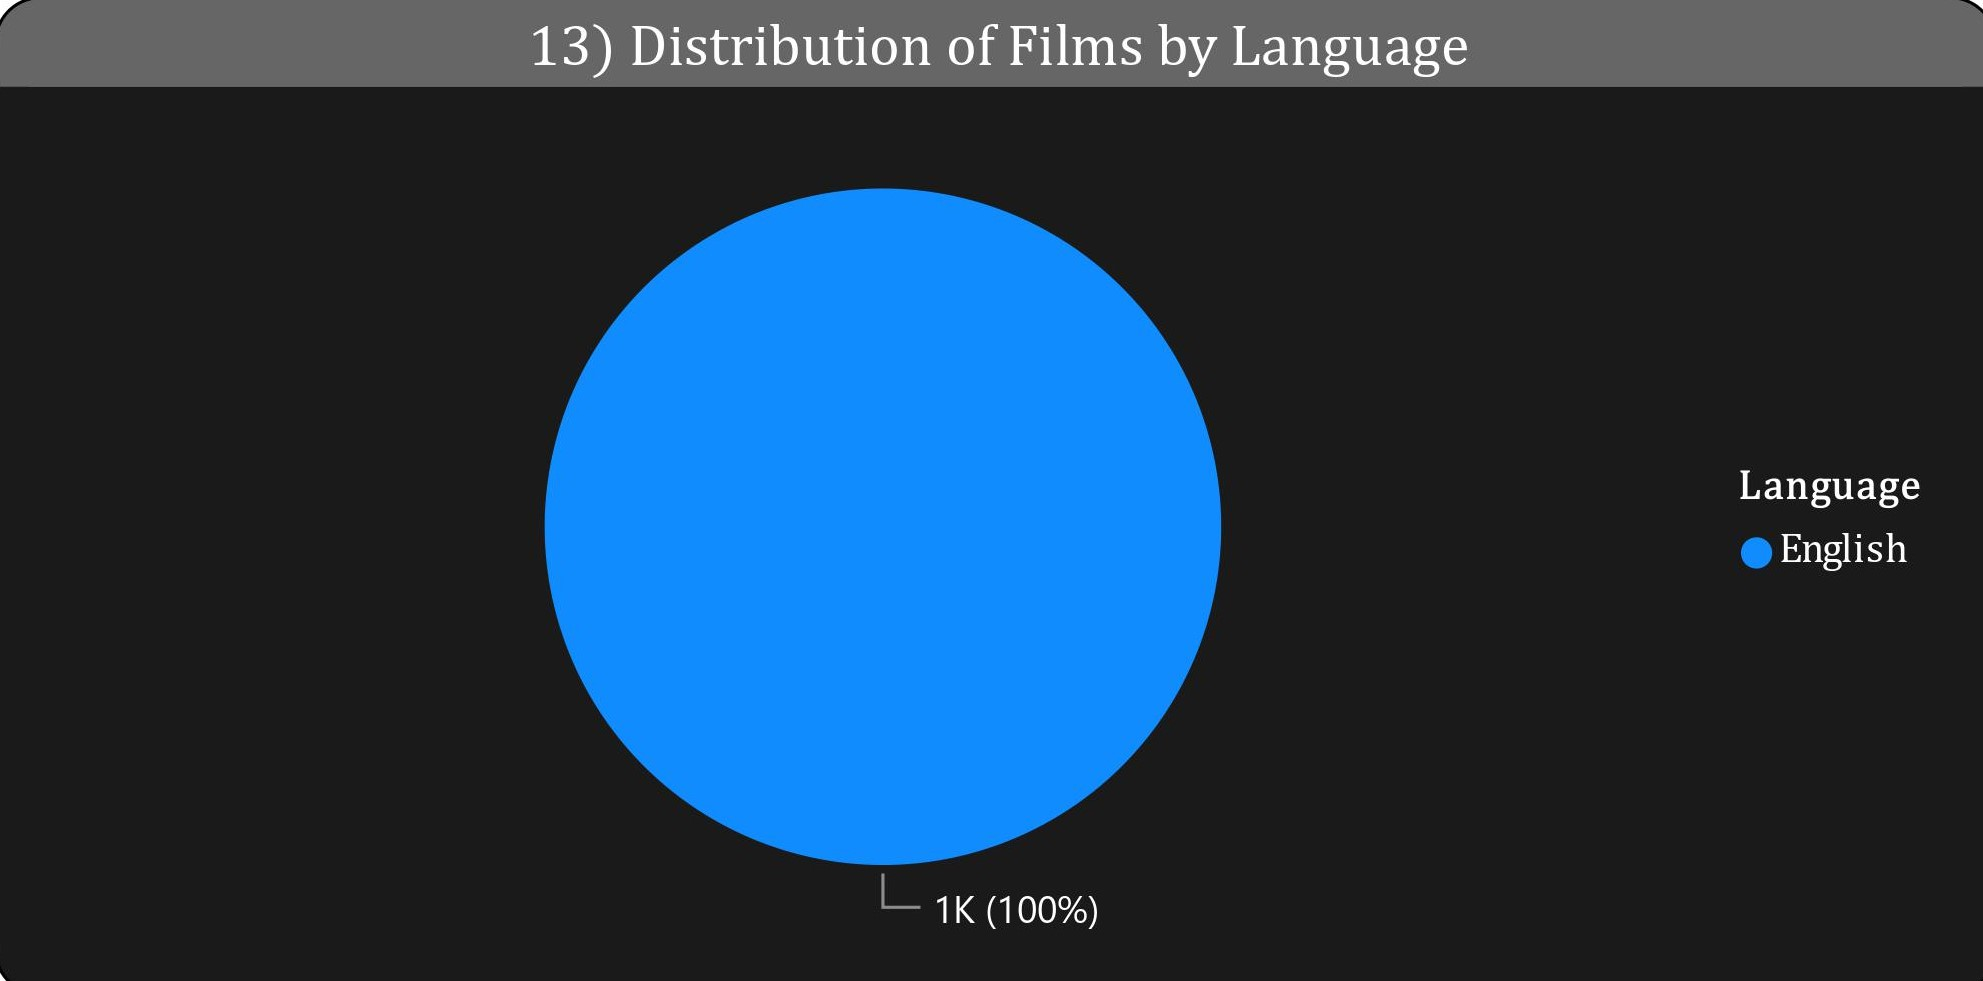 13) Distribution of Films by Language
Language
English
1K (100%)